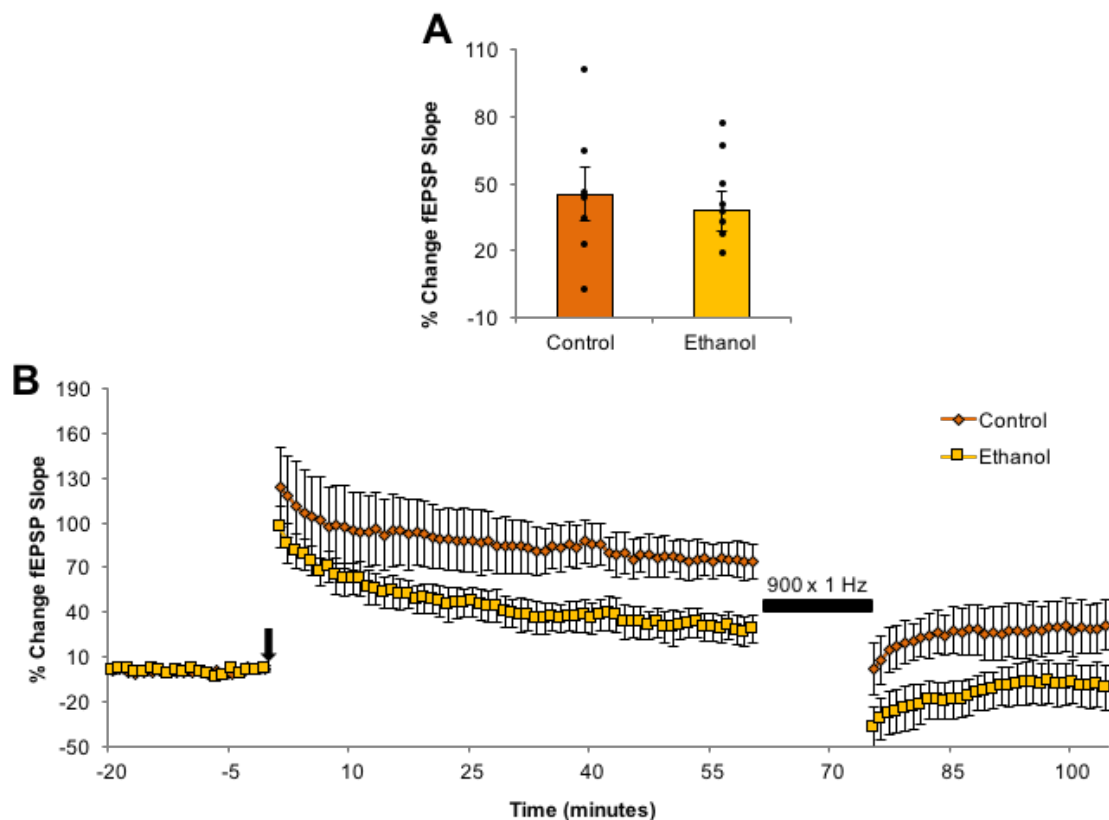 A
% Change fEPSP Slope
110
80
50
20
-10
Control
Ethanol
B
% Change fEPSP Slope
190
160
130
100
70
40
10
-20
-50
Control
Ethanol
900 x 1 Hz
-20 -5 10 25 40 55 70 85 100
Time (minutes)